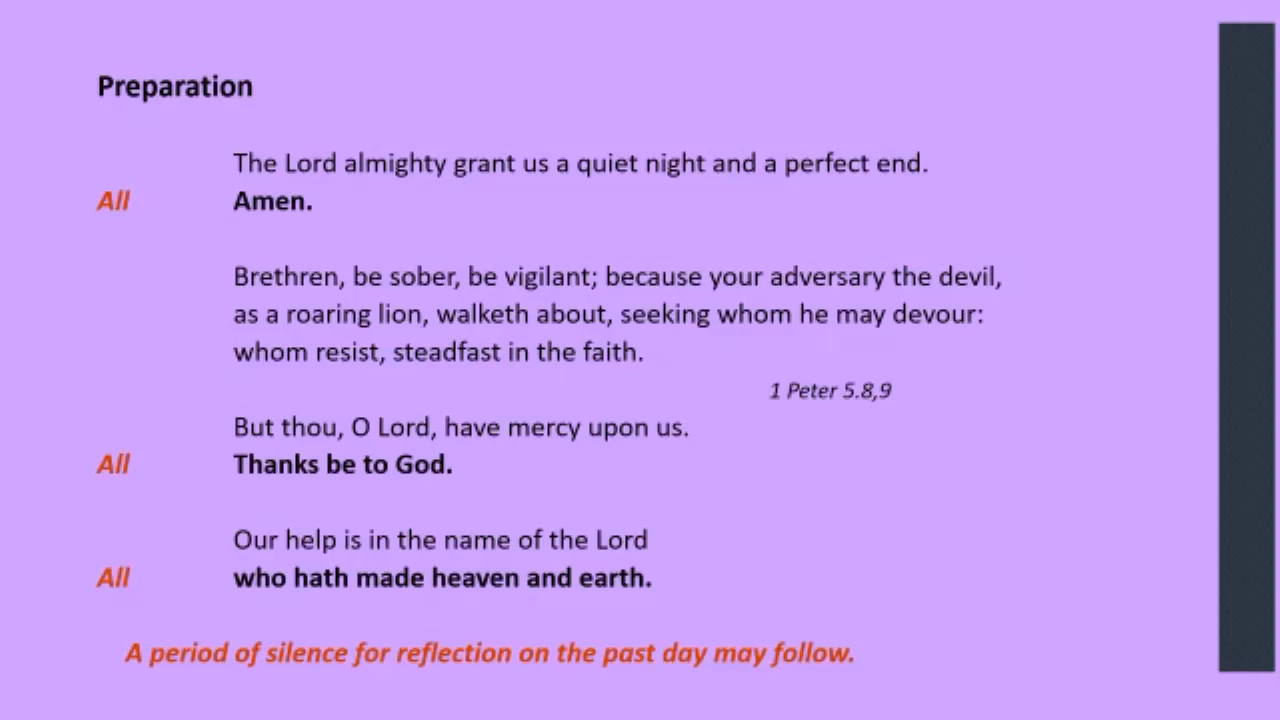 Preparation
The Lord almighty grant us a quiet night and a perfect end.
All Amen.
Brethren, be sober, be vigilant; because your adversary the devil,
as a roaring lion, walketh about, seeking whom he may devour:
whom resist, steadfast in the faith.
1 Peter 5.8,9
But thou, O Lord, have mercy upon us.
All Thanks be to God.
Our help is in the name of the Lord
All who hath made heaven and earth.
A period of silence for reflection on the past day may follow.